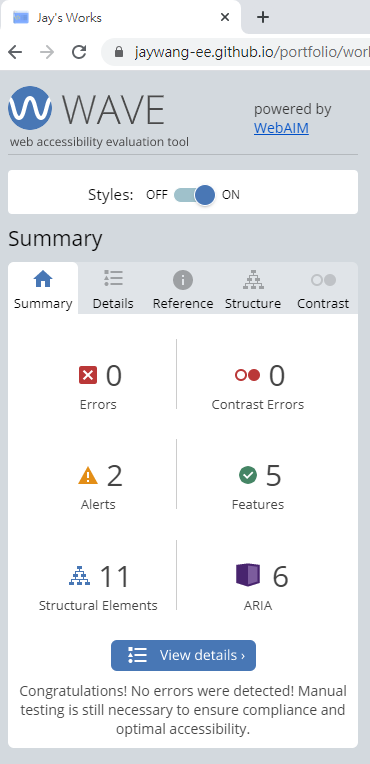 Jay's Works
jaywang-ee.github.io/portfolio/wor
WAVE
web accessibility evaluation tool
powered by
WebAIM
Styles: OFF ON
Summary
Summary Details Reference Structure Contrast
0 0
Errors Contrast Errors
2 5
Alerts Features
11 6
Structural Elements ARIA
View details ›
Congratulations! No errors were detected! Manual
testing is still necessary to ensure compliance and
optimal accessibility.